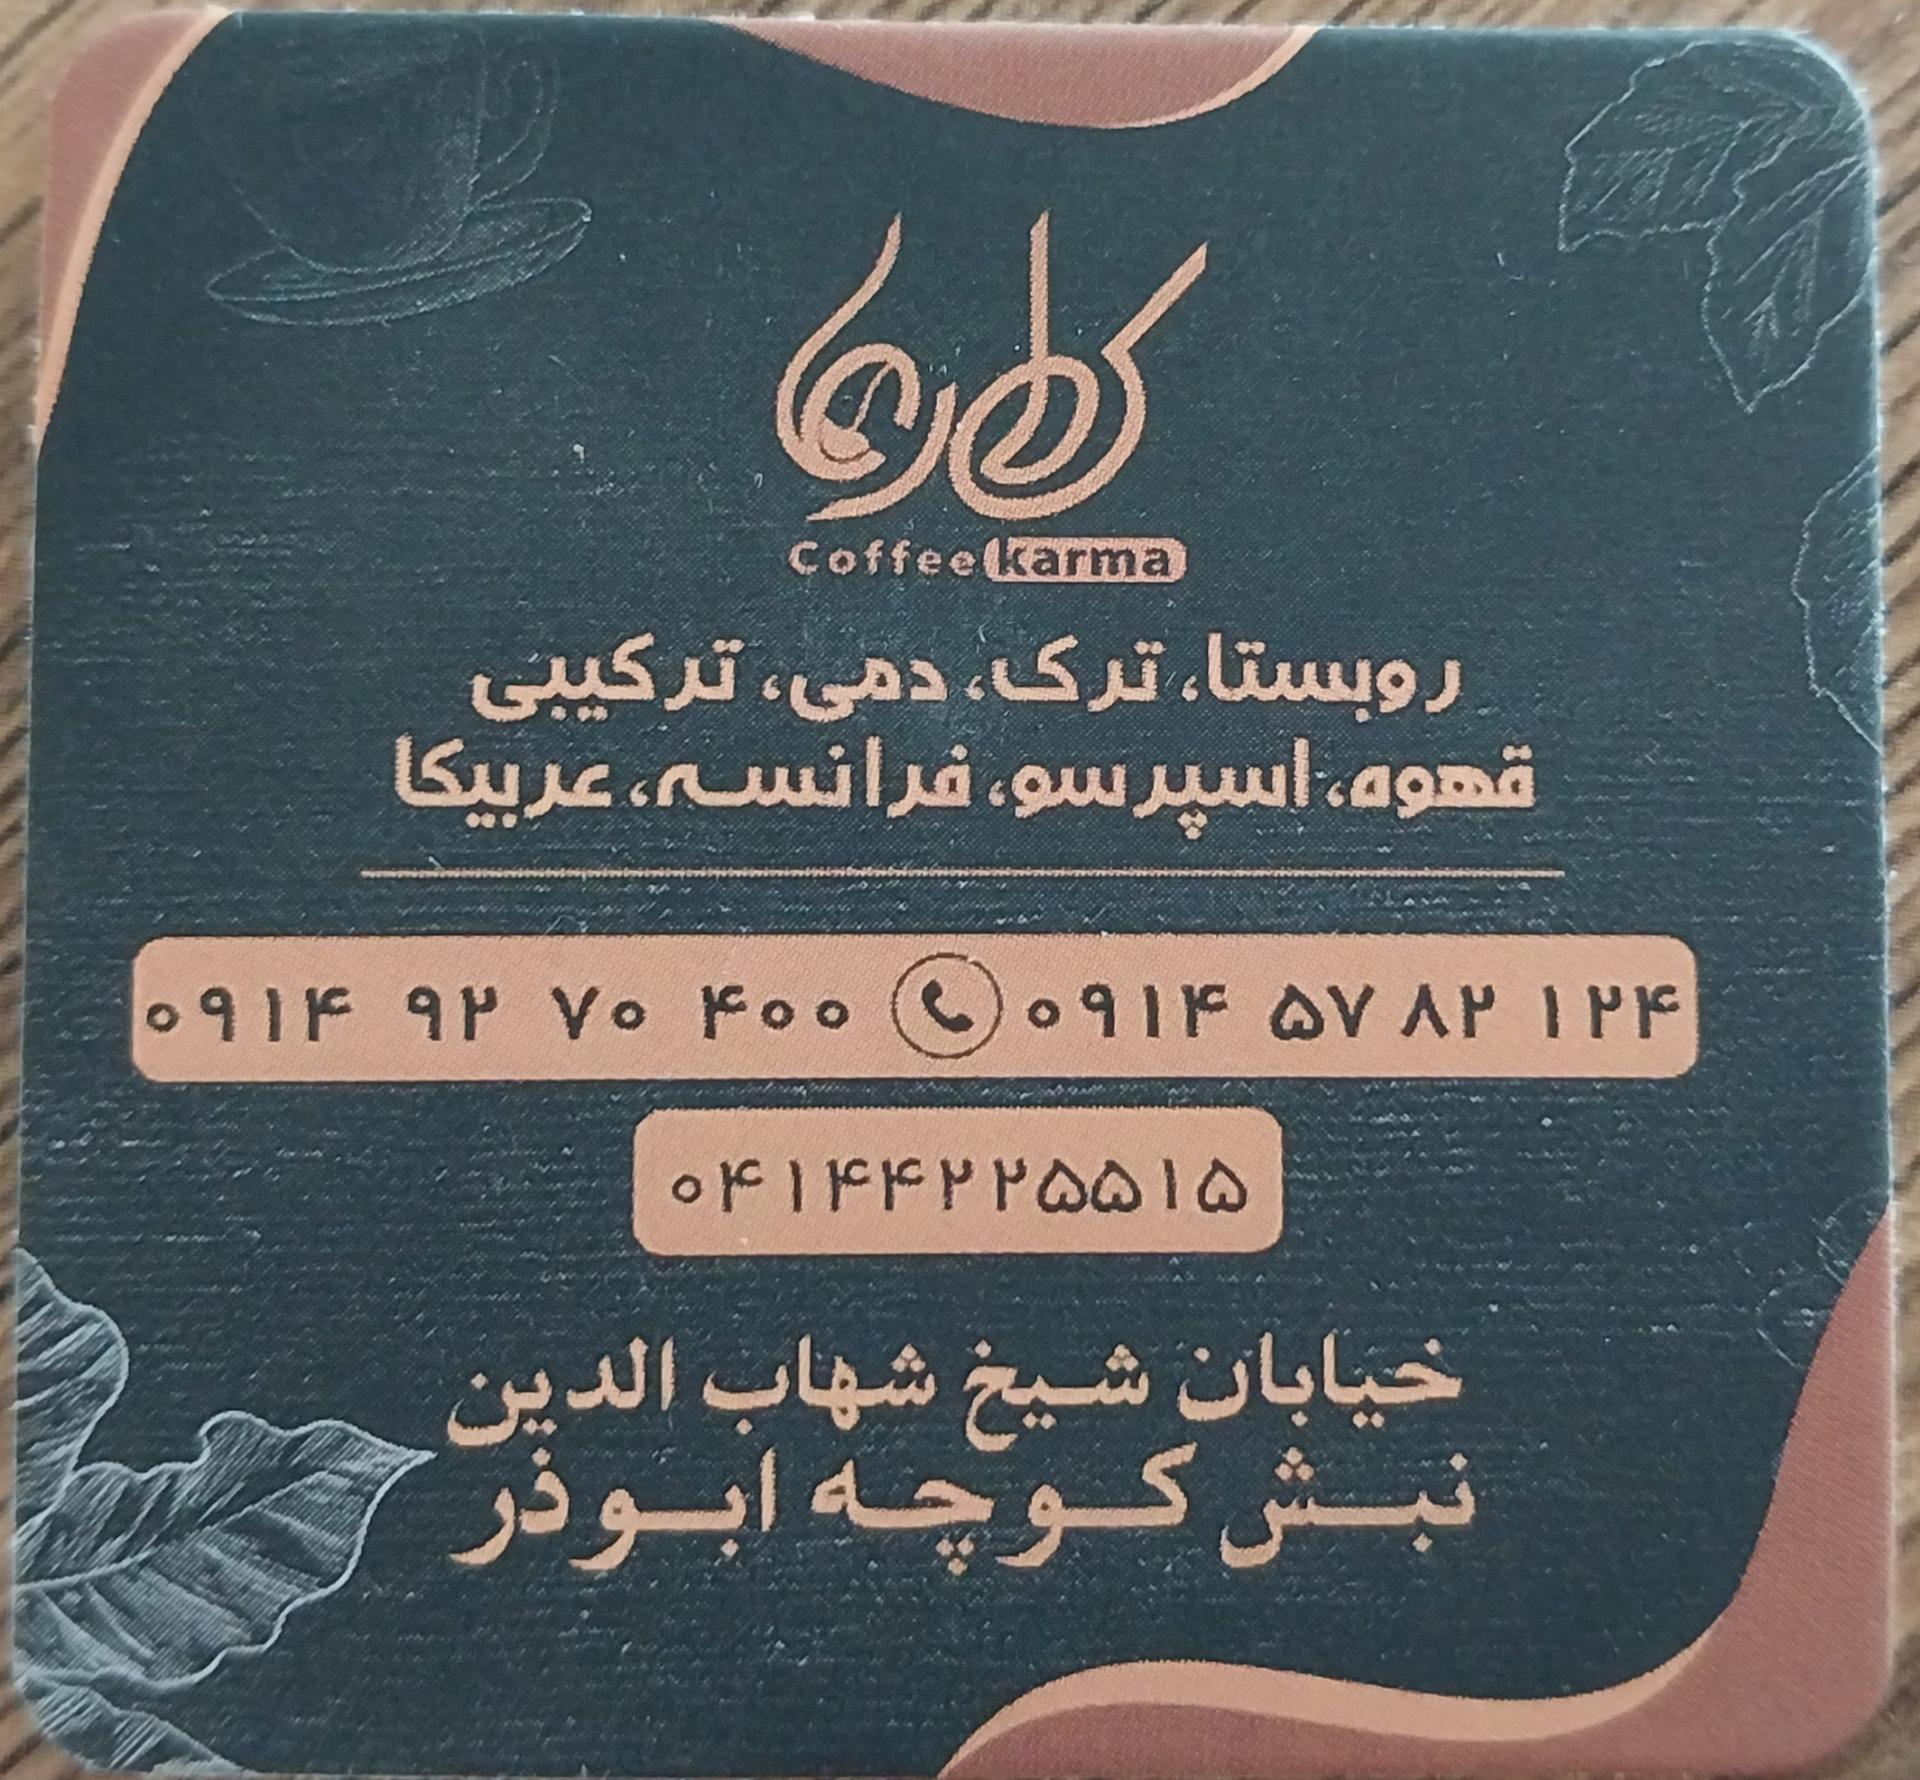 کارما
Coffee karma
روبستا، ترک، دمی، ترکیبی
قهوه، اسپرسو، فرانسه، عربیکا
۰۹۱۴ ۹۲ ۷۰ ۴۰۰ ۰۹۱۴ ۵۷ ۸۲ ۱۲۴
۰۴۱۴۴۲۲۵۵۱۵
خیابان شیخ شهاب الدین
نبش کوچه ابوذر